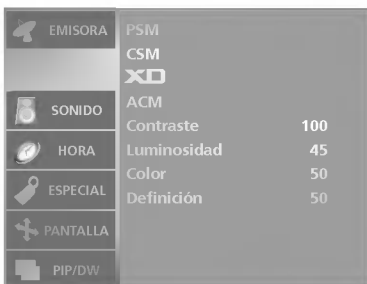 EMISORA
SONIDO
HORA
ESPECIAL
PANTALLA
PIP/DW
PSM
CSM
XD
ACM
Contraste 100
Luminosidad 45
Color 50
Definición 50